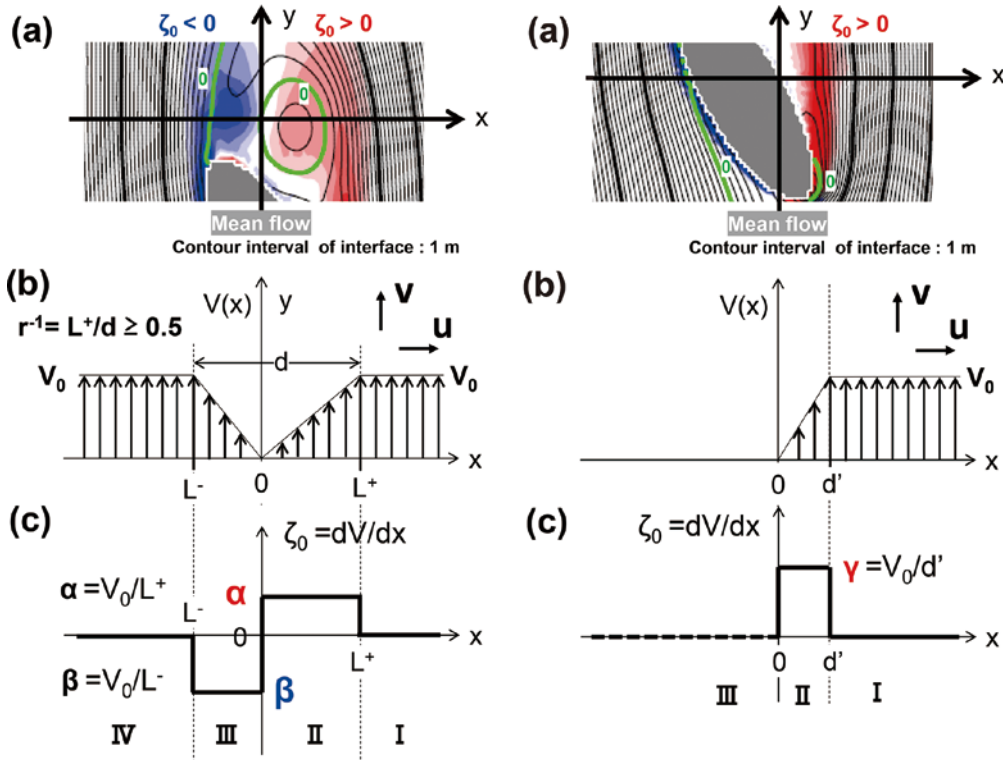 (a)
ζ₀ < 0
y
ζ₀ > 0
0
0
x
Mean flow
Contour interval of interface : 1 m
(b)
V(x)
y
v
u
r⁻¹= L⁺/d ≥ 0.5
d
V₀
V₀
L⁻
0
L⁺
x
(c)
ζ₀ =dV/dx
α =V₀/L⁺
α
L⁻
0
x
L⁺
β =V₀/L⁻
β
Ⅳ
Ⅲ
Ⅱ
Ⅰ
(a)
y
ζ₀ > 0
0
x
0
Mean flow
Contour interval of interface : 1 m
(b)
V(x)
v
u
V₀
0
d'
x
(c)
ζ₀ =dV/dx
γ =V₀/d'
x
0
d'
Ⅲ
Ⅱ
Ⅰ